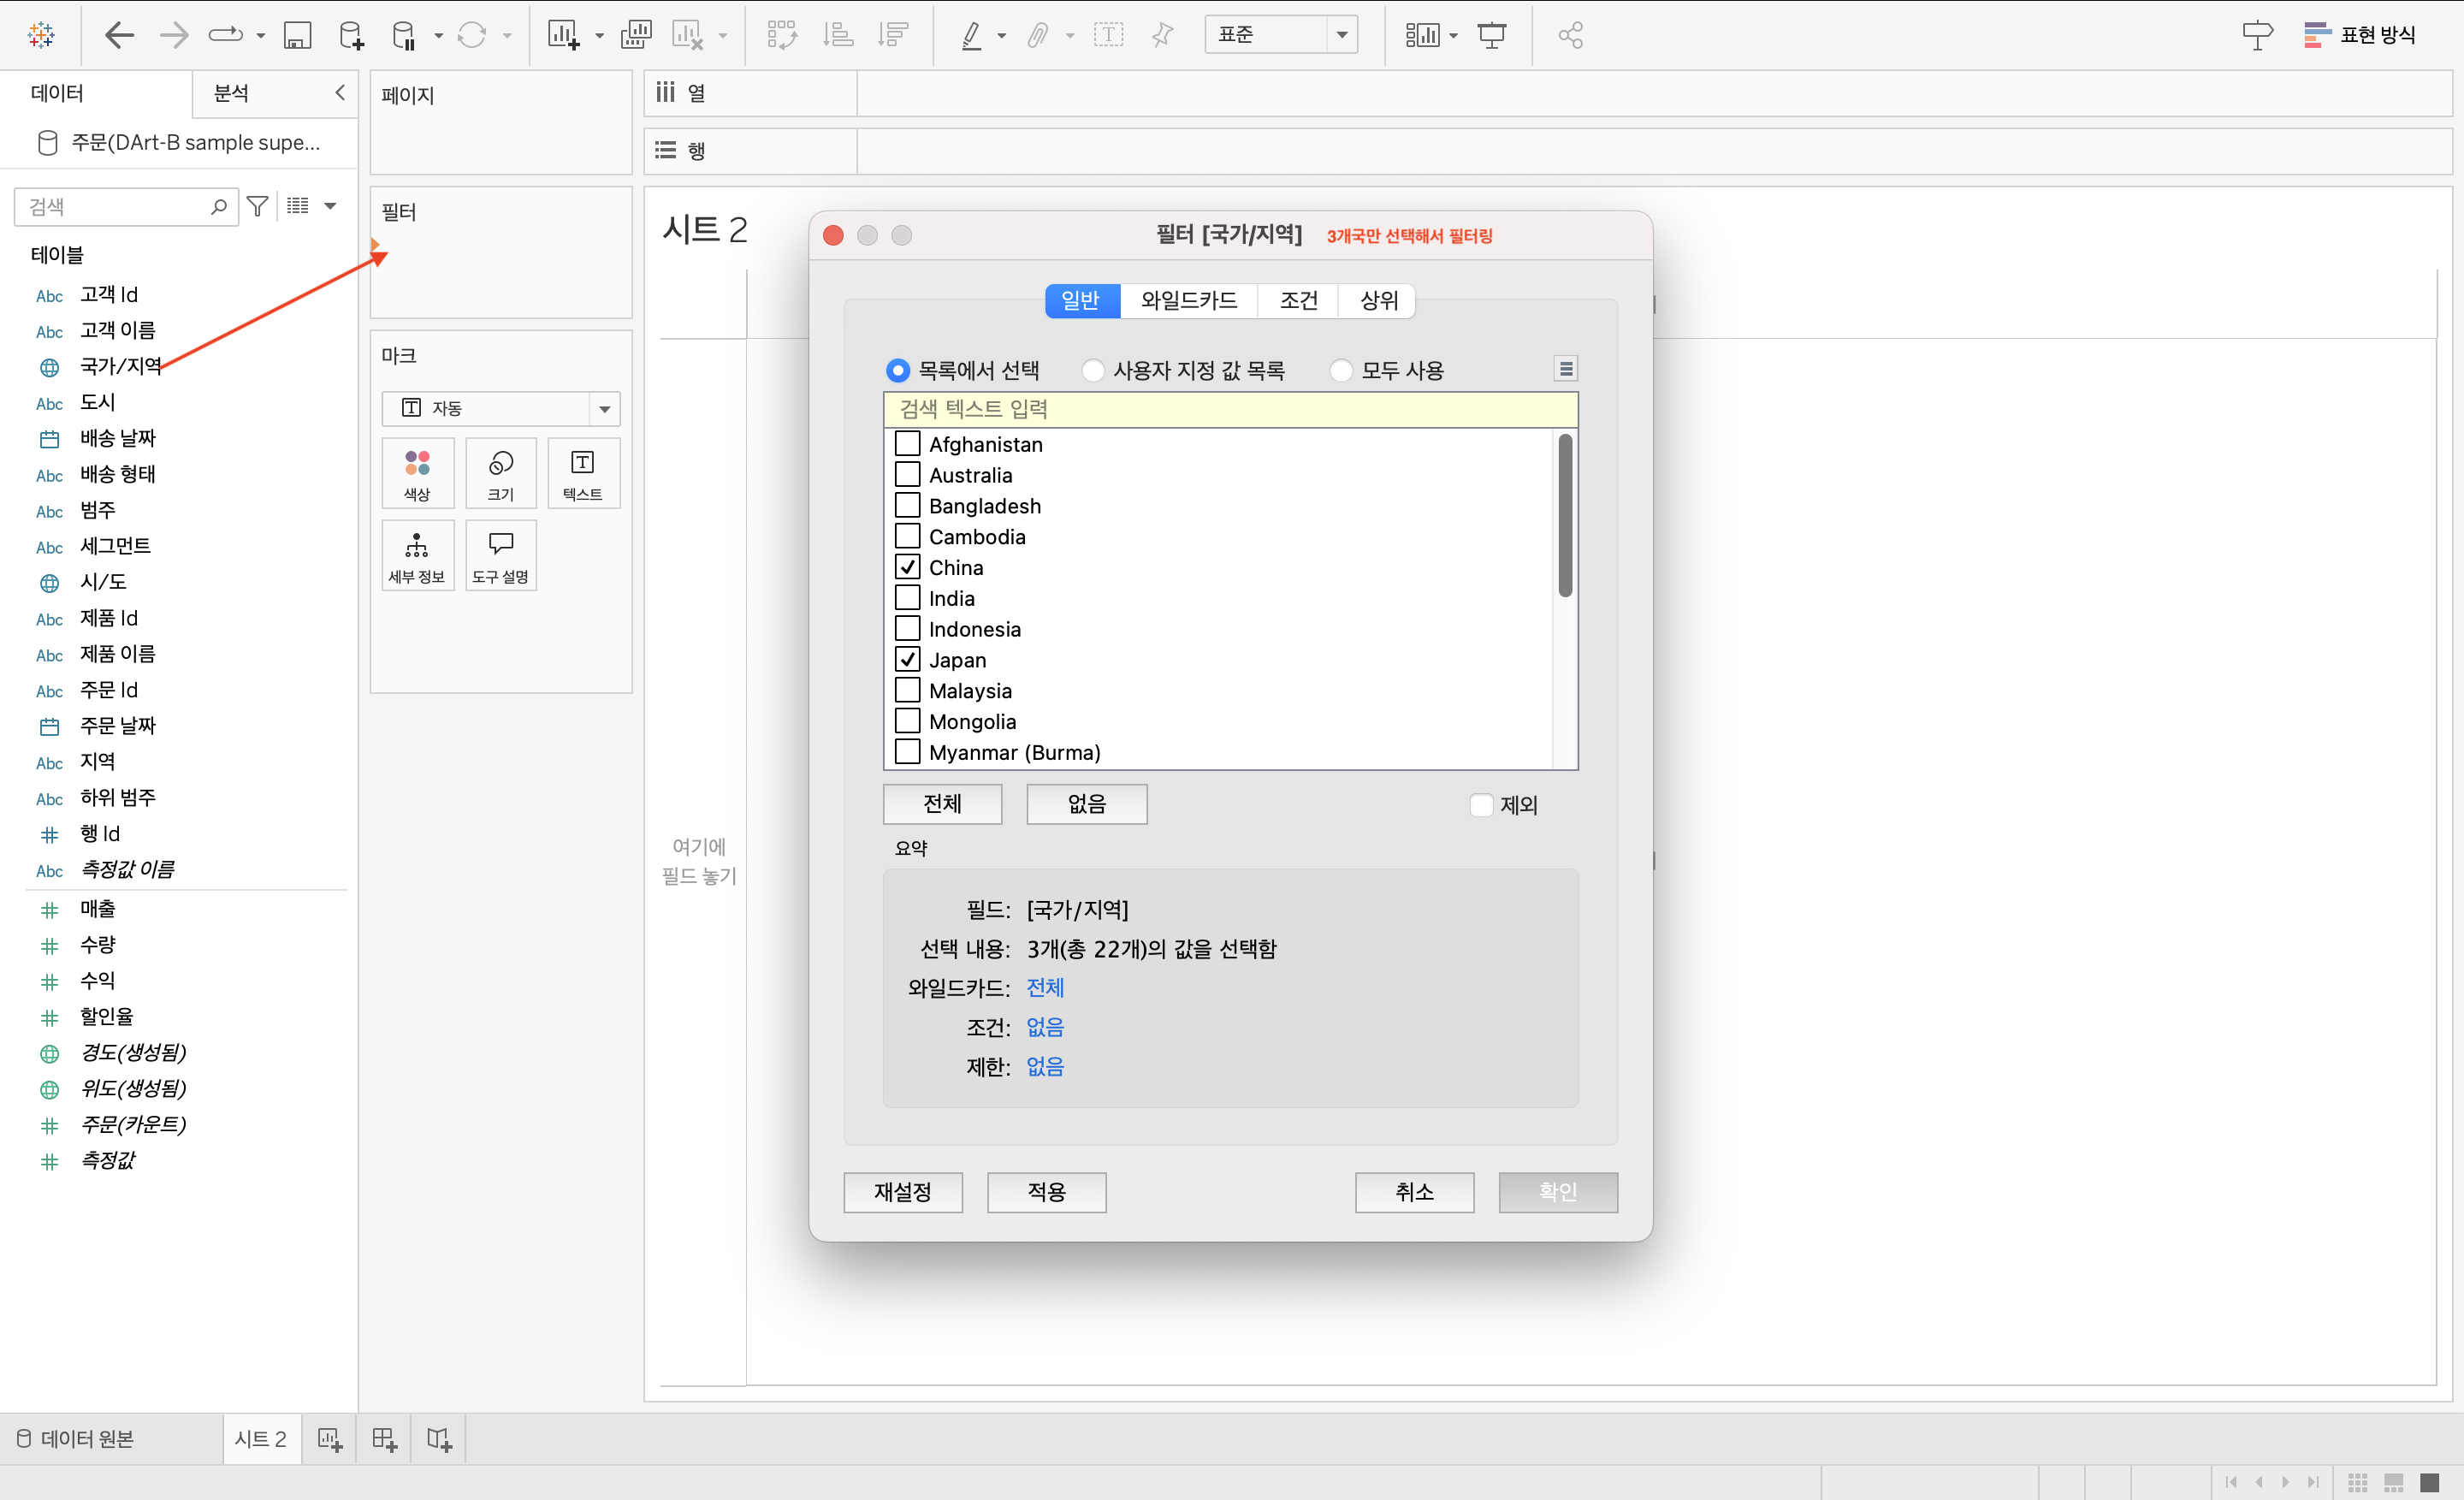 표준
표현 방식
데이터
분석
주문(DArt-B sample supe...
검색
테이블
Abc 고객 Id
Abc 고객 이름
국가/지역
Abc 도시
배송 날짜
Abc 배송 형태
Abc 범주
Abc 세그먼트
시/도
Abc 제품 Id
Abc 제품 이름
Abc 주문 Id
주문 날짜
Abc 지역
Abc 하위 범주
행 Id
Abc 측정값 이름
매출
수량
수익
할인율
경도(생성됨)
위도(생성됨)
주문(카운트)
측정값
페이지
필터
마크
자동
색상
크기
텍스트
세부 정보
도구 설명
열
행
시트 2
여기에
필드 놓기
필터 [국가/지역] 3개국만 선택해서 필터링
일반
와일드카드
조건
상위
목록에서 선택
사용자 지정 값 목록
모두 사용
검색 텍스트 입력
Afghanistan
Australia
Bangladesh
Cambodia
China
India
Indonesia
Japan
Malaysia
Mongolia
Myanmar (Burma)
전체
없음
제외
요약
필드: [국가/지역]
선택 내용: 3개(총 22개)의 값을 선택함
와일드카드: 전체
조건: 없음
제한: 없음
재설정
적용
취소
확인
데이터 원본
시트 2